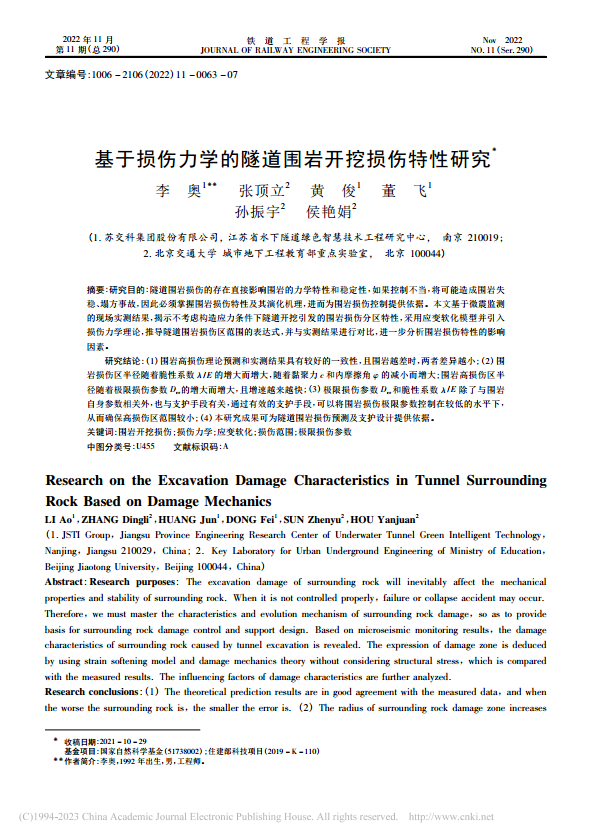 2022 年 11 月 铁 道 工 程 学 报 Nov 2022
第 11 期(总 290) JOURNAL OF RAILWAY ENGINEERING SOCIETY NO. 11 (Ser. 290)
文章编号:1006 - 2106(2022)11 - 0063 - 07
基于损伤力学的隧道围岩开挖损伤特性研究*
李 奥1** 张顶立2 黄 俊1 董 飞1
孙振宇2 侯艳娟2
(1. 苏交科集团股份有限公司, 江苏省水下隧道绿色智慧技术工程研究中心, 南京 210019;
2. 北京交通大学 城市地下工程教育部重点实验室, 北京 100044)
摘要:研究目的:隧道围岩损伤的存在直接影响围岩的力学特性和稳定性,如果控制不当,将可能造成围岩失
稳、塌方事故,因此必须掌握围岩损伤特性及其演化机理,进而为围岩损伤控制提供依据。本文基于微震监测
的现场实测结果,揭示不考虑构造应力条件下隧道开挖引发的围岩损伤分区特性,采用应变软化模型并引入
损伤力学理论,推导隧道围岩损伤区范围的表达式,并与实测结果进行对比,进一步分析围岩损伤特性的影响
因素。
研究结论:(1)围岩高损伤理论预测和实测结果具有较好的一致性,且围岩越差时,两者差异越小;(2)围
岩损伤区半径随着脆性系数 λ/E 的增大而增大,随着黏聚力 c 和内摩擦角 φ 的减小而增大;围岩高损伤区半
径随着极限损伤参数 Dm的增大而增大,且增速越来越快;(3)极限损伤参数 Dm和脆性系数 λ/E 除了与围岩
自身参数相关外,也与支护手段有关,通过有效的支护手段,可以将围岩损伤极限参数控制在较低的水平下,
从而确保高损伤区范围较小;(4)本研究成果可为隧道围岩损伤预测及支护设计提供依据。
关键词:围岩开挖损伤;损伤力学;应变软化;损伤范围;极限损伤参数
中图分类号:U455 文献标识码:A
Research on the Excavation Damage Characteristics in Tunnel Surrounding
Rock Based on Damage Mechanics
LI Ao1, ZHANG Dingli2, HUANG Jun1, DONG Fei1, SUN Zhenyu2, HOU Yanjuan2
(1. JSTI Group, Jiangsu Province Engineering Research Center of Underwater Tunnel Green Intelligent Technology,
Nanjing, Jiangsu 210029, China; 2. Key Laboratory for Urban Underground Engineering of Ministry of Education,
Beijing Jiaotong University, Beijing 100044, China)
Abstract: Research purposes: The excavation damage of surrounding rock will inevitably affect the mechanical
properties and stability of surrounding rock. When it is not controlled properly, failure or collapse accident may occur.
Therefore, we must master the characteristics and evolution mechanism of surrounding rock damage, so as to provide
basis for surrounding rock damage control and support design. Based on microseismic monitoring results, the damage
characteristics of surrounding rock caused by tunnel excavation is revealed. The expression of damage zone is deduced
by using strain softening model and damage mechanics theory without considering structural stress, which is compared
with the measured results. The influencing factors of damage characteristics are further analyzed.
Research conclusions: (1) The theoretical prediction results are in good agreement with the measured data, and when
the worse the surrounding rock is, the smaller the error is. (2) The radius of surrounding rock damage zone increases
* 收稿日期:2021 - 10 - 29
基金项目:国家自然科学基金(51738002);住建部科技项目(2019 - K - 110)
**作者简介:李奥,1992 年出生,男,工程师。
(C)1994-2023 China Academic Journal Electronic Publishing House. All rights reserved. http://www.cnki.net